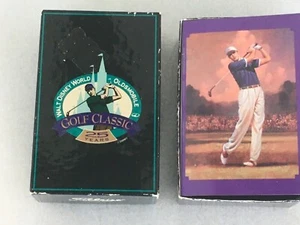 WALT DISNEY WORLD OLDSMOBILE
GOLF CLASSIC
25
YEARS